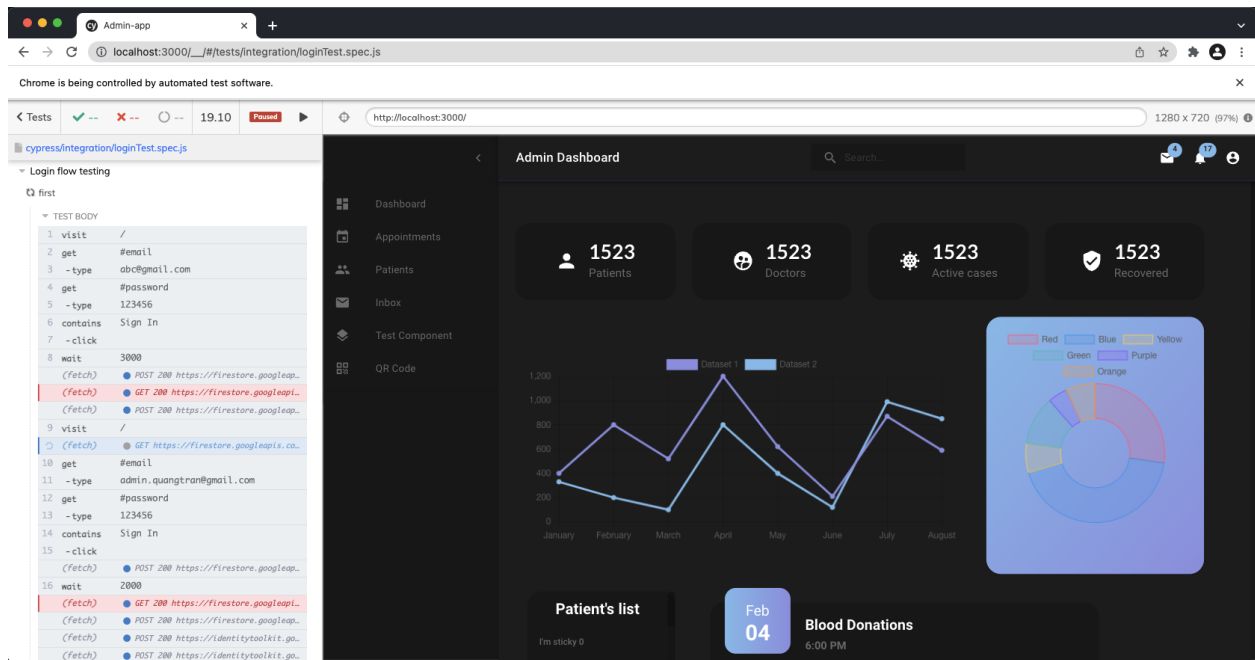 Admin-app
localhost:3000/__/#/tests/integration/loginTest.spec.js
Chrome is being controlled by automated test software.
Tests -- -- -- 19.10 Paused
http://localhost:3000/
1280 x 720 (97%)
cypress/integration/loginTest.spec.js
Login flow testing
first
TEST BODY
1 visit /
2 get #email
3 -type abc@gmail.com
4 get #password
5 -type 123456
6 contains Sign In
7 -click
8 wait 3000
(fetch) POST 200 https://firestore.googleap…
(fetch) GET 200 https://firestore.googleapi…
(fetch) POST 200 https://firestore.googleap…
9 visit /
(fetch) GET https://firestore.googleapis.co…
10 get #email
11 -type admin.quangtran@gmail.com
12 get #password
13 -type 123456
14 contains Sign In
15 -click
(fetch) POST 200 https://firestore.googleap…
16 wait 2000
(fetch) GET 200 https://firestore.googleapi…
(fetch) POST 200 https://firestore.googleap…
(fetch) POST 200 https://identitytoolkit.go…
(fetch) POST 200 https://identitytoolkit.go…
Dashboard
Appointments
Patients
Inbox
Test Component
QR Code
Admin Dashboard
Search...
4
17
1523
Patients
1523
Doctors
1523
Active cases
1523
Recovered
Dataset 1 Dataset 2
1,200
1,000
800
600
400
200
0
January February March April May June July August
Red Blue Yellow
Green Purple
Orange
Patient's list
I'm sticky 0
Feb
04
Blood Donations
6:00 PM